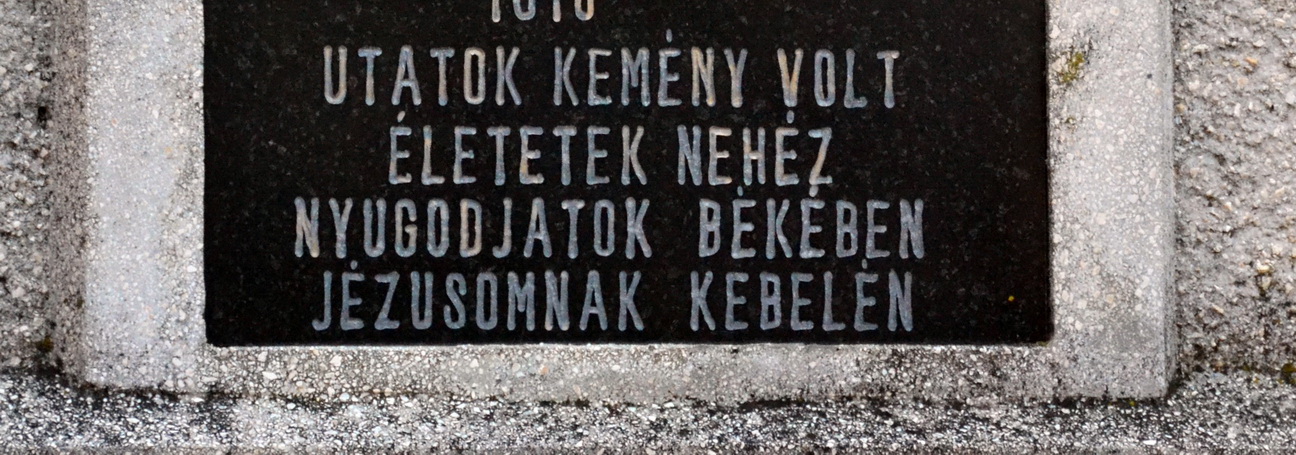 UTATOK KEMÉNY VOLT
ÉLETETEK NEHÉZ
NYUGODJATOK BÉKÉBEN
JÉZUSOMNAK KEBELÉN